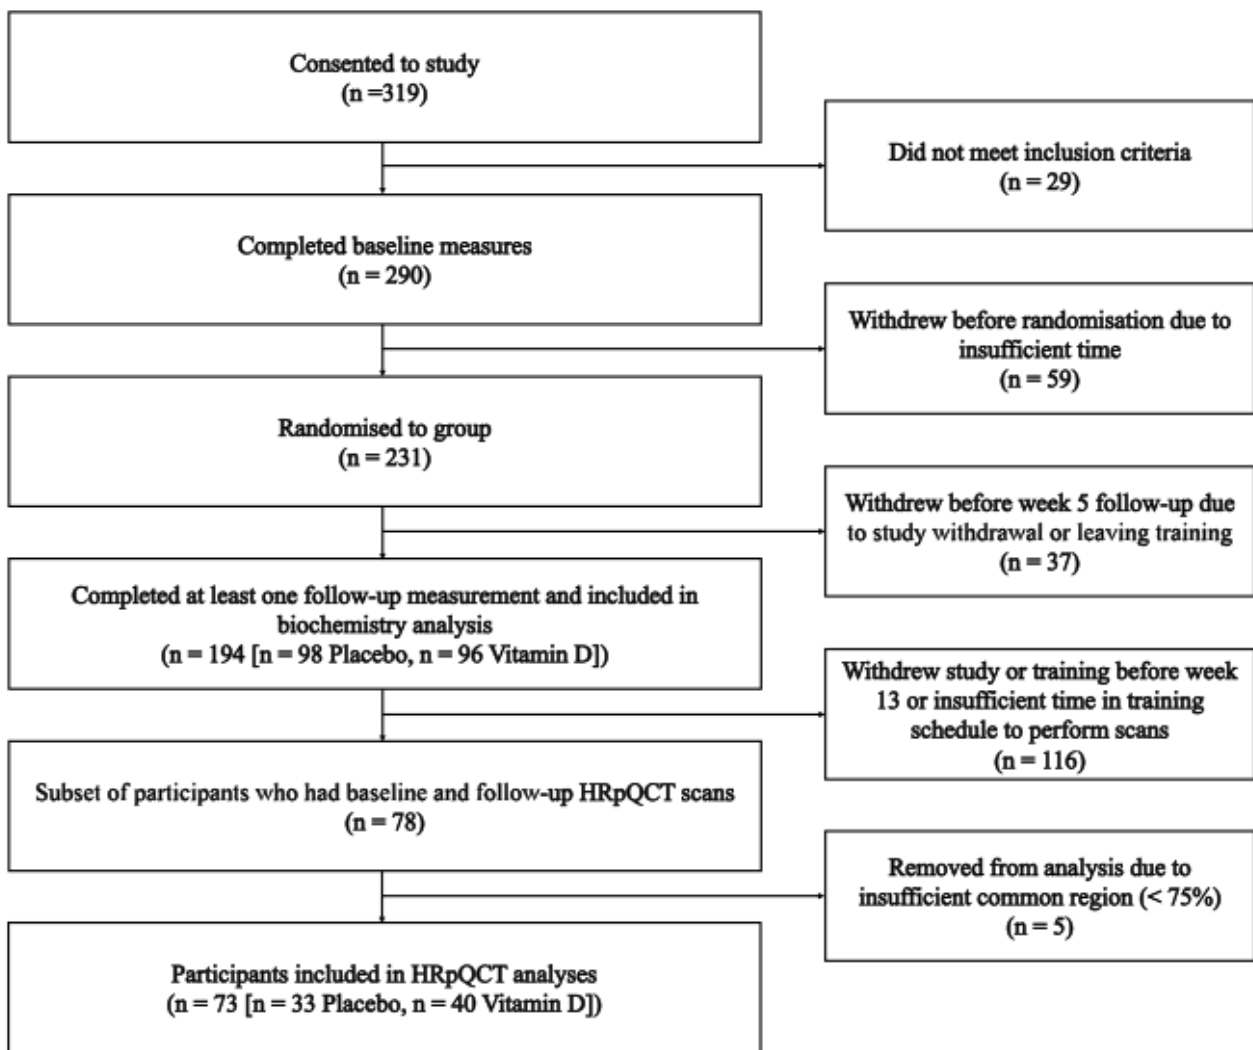 Consented to study
(n =319)
Did not meet inclusion criteria
(n = 29)
Completed baseline measures
(n = 290)
Withdrew before randomisation due to
insufficient time
(n = 59)
Randomised to group
(n = 231)
Withdrew before week 5 follow-up due
to study withdrawal or leaving training
(n = 37)
Completed at least one follow-up measurement and included in
biochemistry analysis
(n = 194 [n = 98 Placebo, n = 96 Vitamin D])
Withdrew study or training before week
13 or insufficient time in training
schedule to perform scans
(n = 116)
Subset of participants who had baseline and follow-up HRpQCT scans
(n = 78)
Removed from analysis due to
insufficient common region (< 75%)
(n = 5)
Participants included in HRpQCT analyses
(n = 73 [n = 33 Placebo, n = 40 Vitamin D])